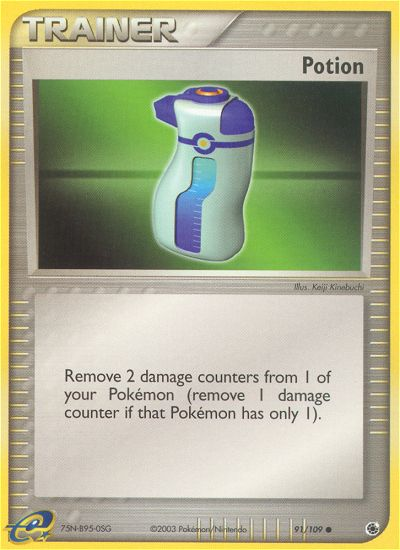 TRAINER
Potion
Illus. Keiji Kinebuchi
Remove 2 damage counters from 1 of
your Pokémon (remove 1 damage
counter if that Pokémon has only 1).
e
75N-B95-0SG ©2003 Pokémon/Nintendo 91/109 ●